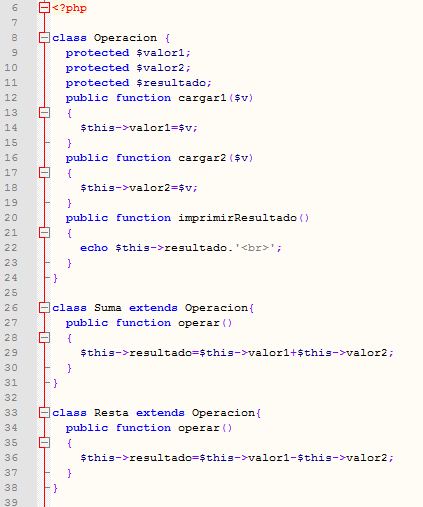 6 <?php
7
8 class Operacion {
9   protected $valor1;
10   protected $valor2;
11   protected $resultado;
12   public function cargar1($v)
13   {
14     $this->valor1=$v;
15   }
16   public function cargar2($v)
17   {
18     $this->valor2=$v;
19   }
20   public function imprimirResultado()
21   {
22     echo $this->resultado.'<br>';
23   }
24 }
25
26 class Suma extends Operacion{
27   public function operar()
28   {
29     $this->resultado=$this->valor1+$this->valor2;
30   }
31 }
32
33 class Resta extends Operacion{
34   public function operar()
35   {
36     $this->resultado=$this->valor1-$this->valor2;
37   }
38 }
39